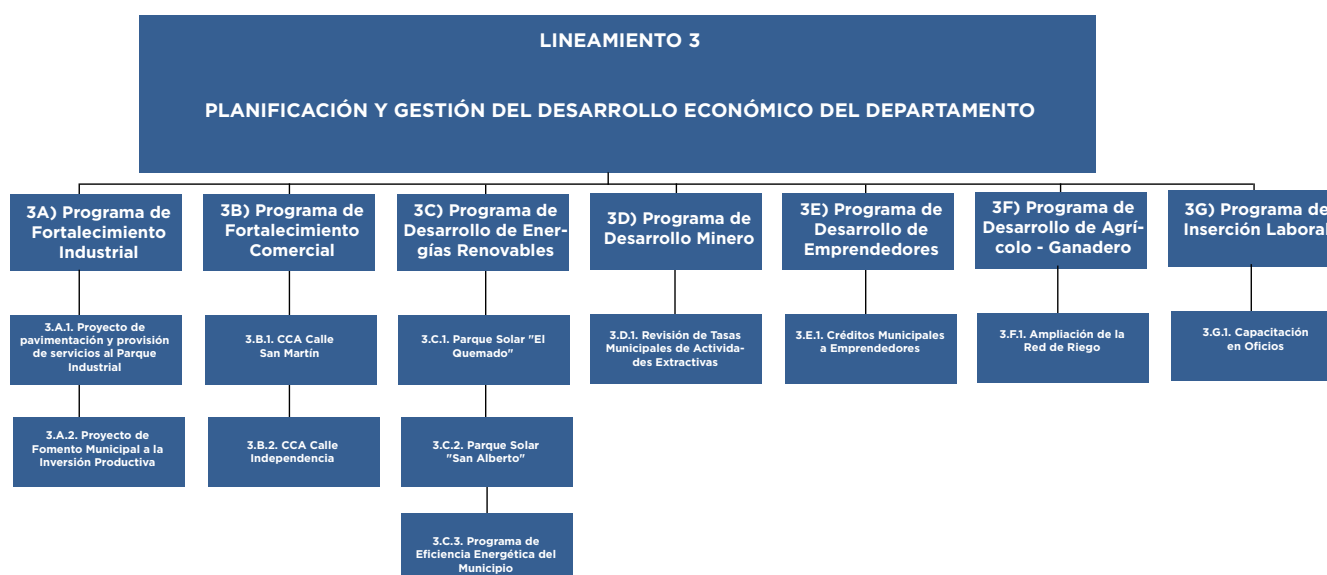 LINEAMIENTO 3
PLANIFICACIÓN Y GESTIÓN DEL DESARROLLO ECONÓMICO DEL DEPARTAMENTO
3A) Programa de
Fortalecimiento
Industrial
3.A.1. Proyecto de
pavimentación y provisión
de servicios al Parque
Industrial
3.A.2. Proyecto de
Fomento Municipal a la
Inversión Productiva
3B) Programa de
Fortalecimiento
Comercial
3.B.1. CCA Calle
San Martín
3.B.2. CCA Calle
Independencia
3C) Programa de
Desarrollo de Ener-
gías Renovables
3.C.1. Parque Solar "El
Quemado"
3.C.2. Parque Solar
"San Alberto"
3.C.3. Programa de
Eficiencia Energética del
Municipio
3D) Programa de
Desarrollo Minero
3.D.1. Revisión de Tasas
Municipales de Activida-
des Extractivas
3E) Programa de
Desarrollo de
Emprendedores
3.E.1. Créditos Municipales
a Emprendedores
3F) Programa de
Desarrollo de Agrí-
colo - Ganadero
3.F.1. Ampliación de la
Red de Riego
3G) Programa de
Inserción Laboral
3.G.1. Capacitación
en Oficios